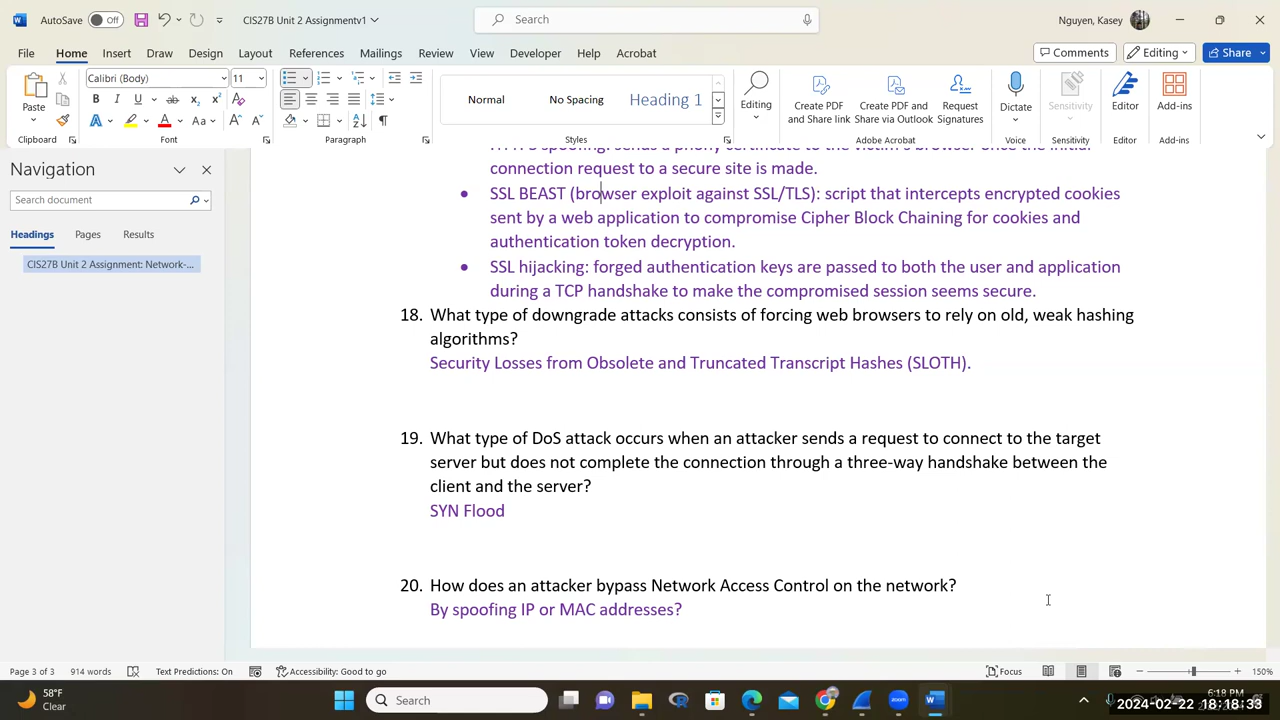 AutoSave Off CIS27B Unit 2 Assignmentv1 Search Nguyen, Kasey
File Home Insert Draw Design Layout References Mailings Review View Developer Help Acrobat Comments Editing Share
Calibri (Body) 11
Paste
Normal No Spacing Heading 1
Editing
Create PDF and Share link
Create PDF and Share via Outlook
Request Signatures
Dictate
Sensitivity
Editor
Add-ins
Clipboard Font Paragraph Styles Adobe Acrobat Voice Sensitivity Editor Add-ins
Navigation
Search document
Headings Pages Results
CIS27B Unit 2 Assignment: Network-...
connection request to a secure site is made.
• SSL BEAST (browser exploit against SSL/TLS): script that intercepts encrypted cookies
sent by a web application to compromise Cipher Block Chaining for cookies and
authentication token decryption.
• SSL hijacking: forged authentication keys are passed to both the user and application
during a TCP handshake to make the compromised session seems secure.
18. What type of downgrade attacks consists of forcing web browsers to rely on old, weak hashing
algorithms?
Security Losses from Obsolete and Truncated Transcript Hashes (SLOTH).
19. What type of DoS attack occurs when an attacker sends a request to connect to the target
server but does not complete the connection through a three-way handshake between the
client and the server?
SYN Flood
20. How does an attacker bypass Network Access Control on the network?
By spoofing IP or MAC addresses?
Page 3 of 3 914 words Text Predictions: On Accessibility: Good to go Focus 150%
58°F
Clear
Search
zoom
6:18 PM
2024-02-22 18:18:33